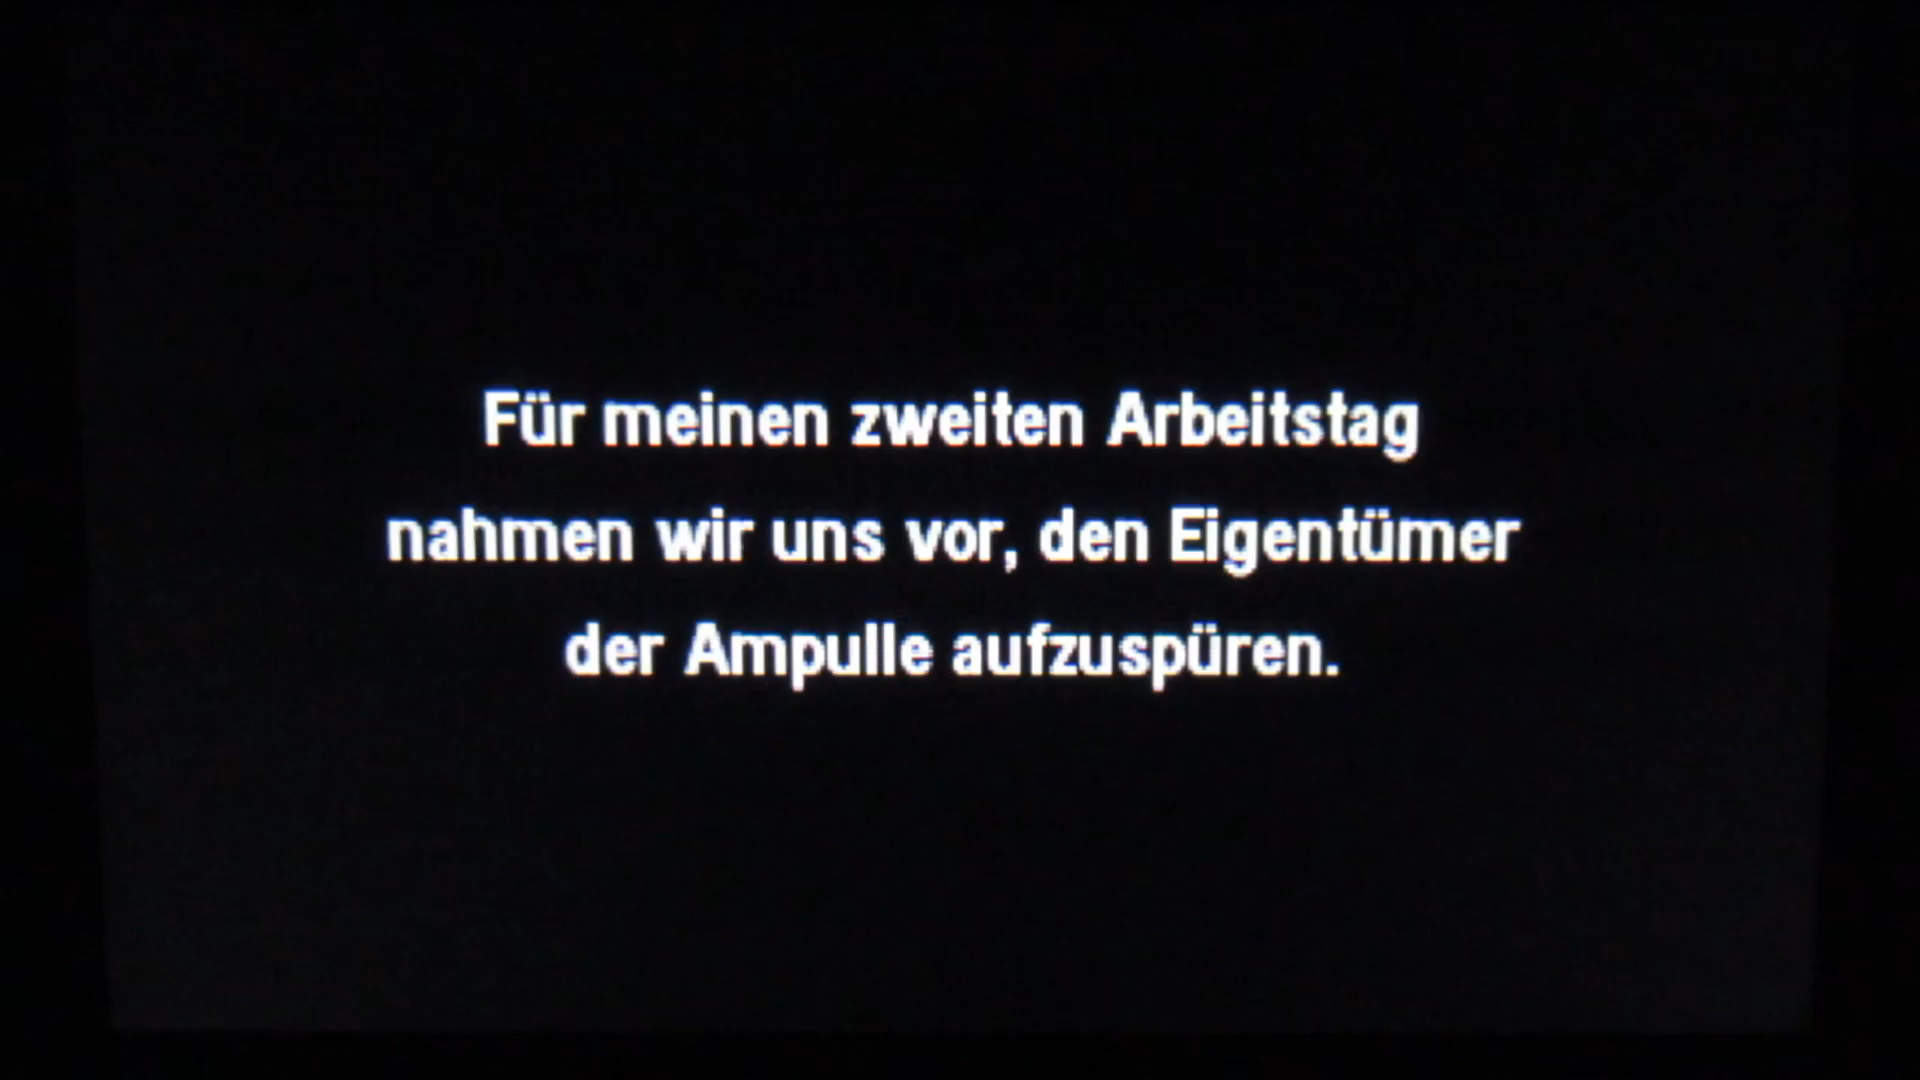 Für meinen zweiten Arbeitstag
nahmen wir uns vor, den Eigentümer
der Ampulle aufzuspüren.